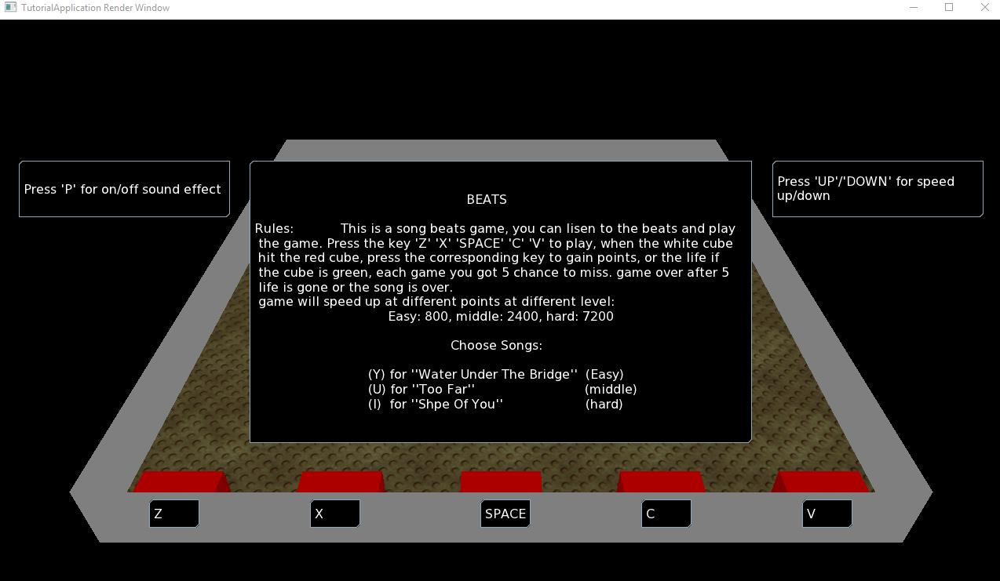 TutorialApplication Render Window
Press 'P' for on/off sound effect
Press 'UP'/'DOWN' for speed
up/down
BEATS
Rules: This is a song beats game, you can lisen to the beats and play
the game. Press the key 'Z' 'X' 'SPACE' 'C' 'V' to play, when the white cube
hit the red cube, press the corresponding key to gain points, or the life if
the cube is green, each game you got 5 chance to miss. game over after 5
life is gone or the song is over.
game will speed up at different points at different level:
Easy: 800, middle: 2400, hard: 7200
Choose Songs:
(Y) for ''Water Under The Bridge'' (Easy)
(U) for ''Too Far'' (middle)
(I) for ''Shpe Of You'' (hard)
Z
X
SPACE
C
V